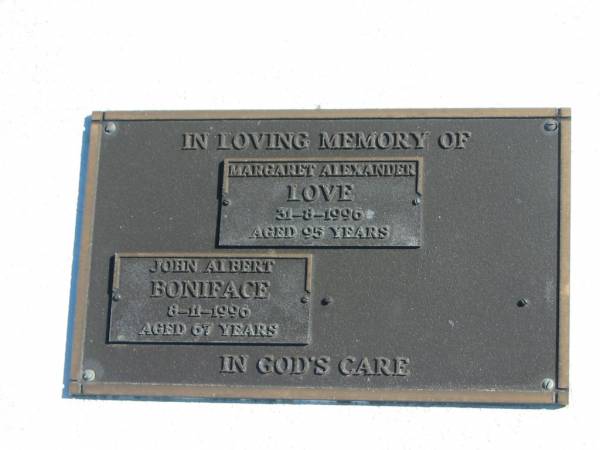 IN LOVING MEMORY OF
MARGARET ALEXANDER
LOVE
31-8-1996
AGED 95 YEARS
JOHN ALBERT
BONIFACE
8-11-1996
AGED 67 YEARS
IN GOD'S CARE